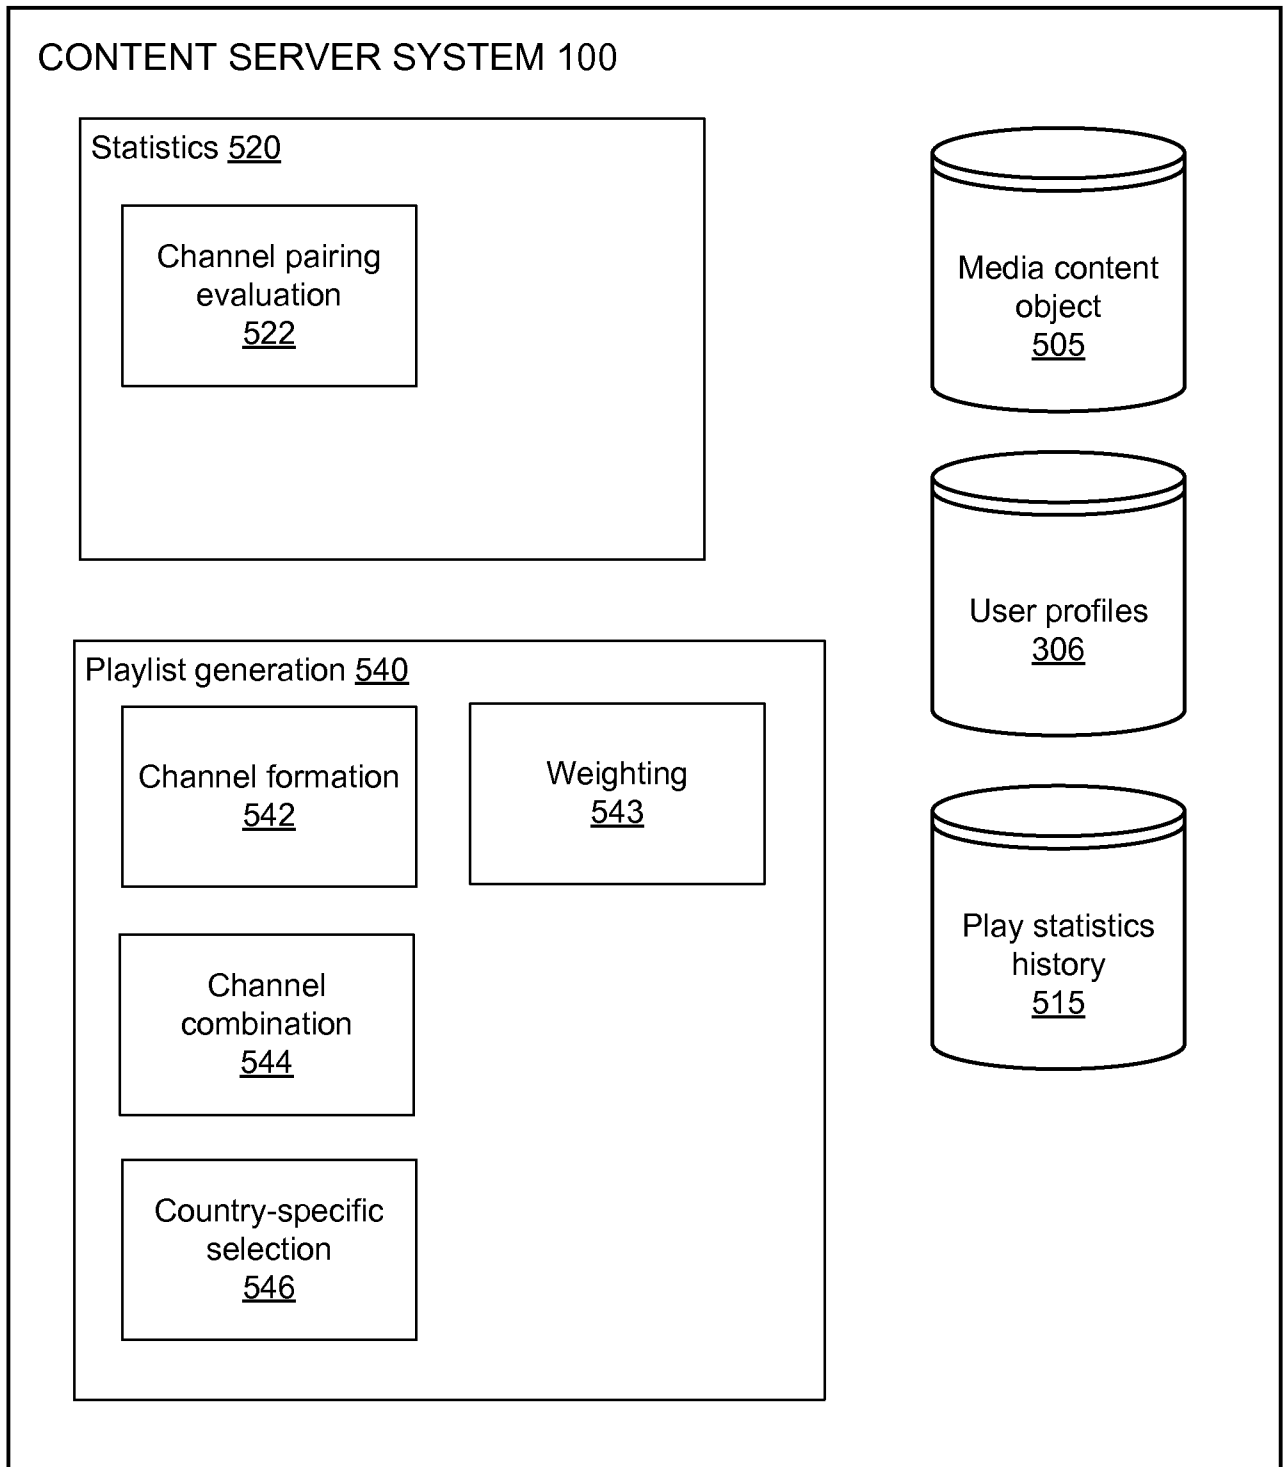 CONTENT SERVER SYSTEM 100
Statistics 520
Channel pairing
evaluation
522
Media content
object
505
User profiles
306
Playlist generation 540
Channel formation
542
Weighting
543
Channel
combination
544
Country-specific
selection
546
Play statistics
history
515